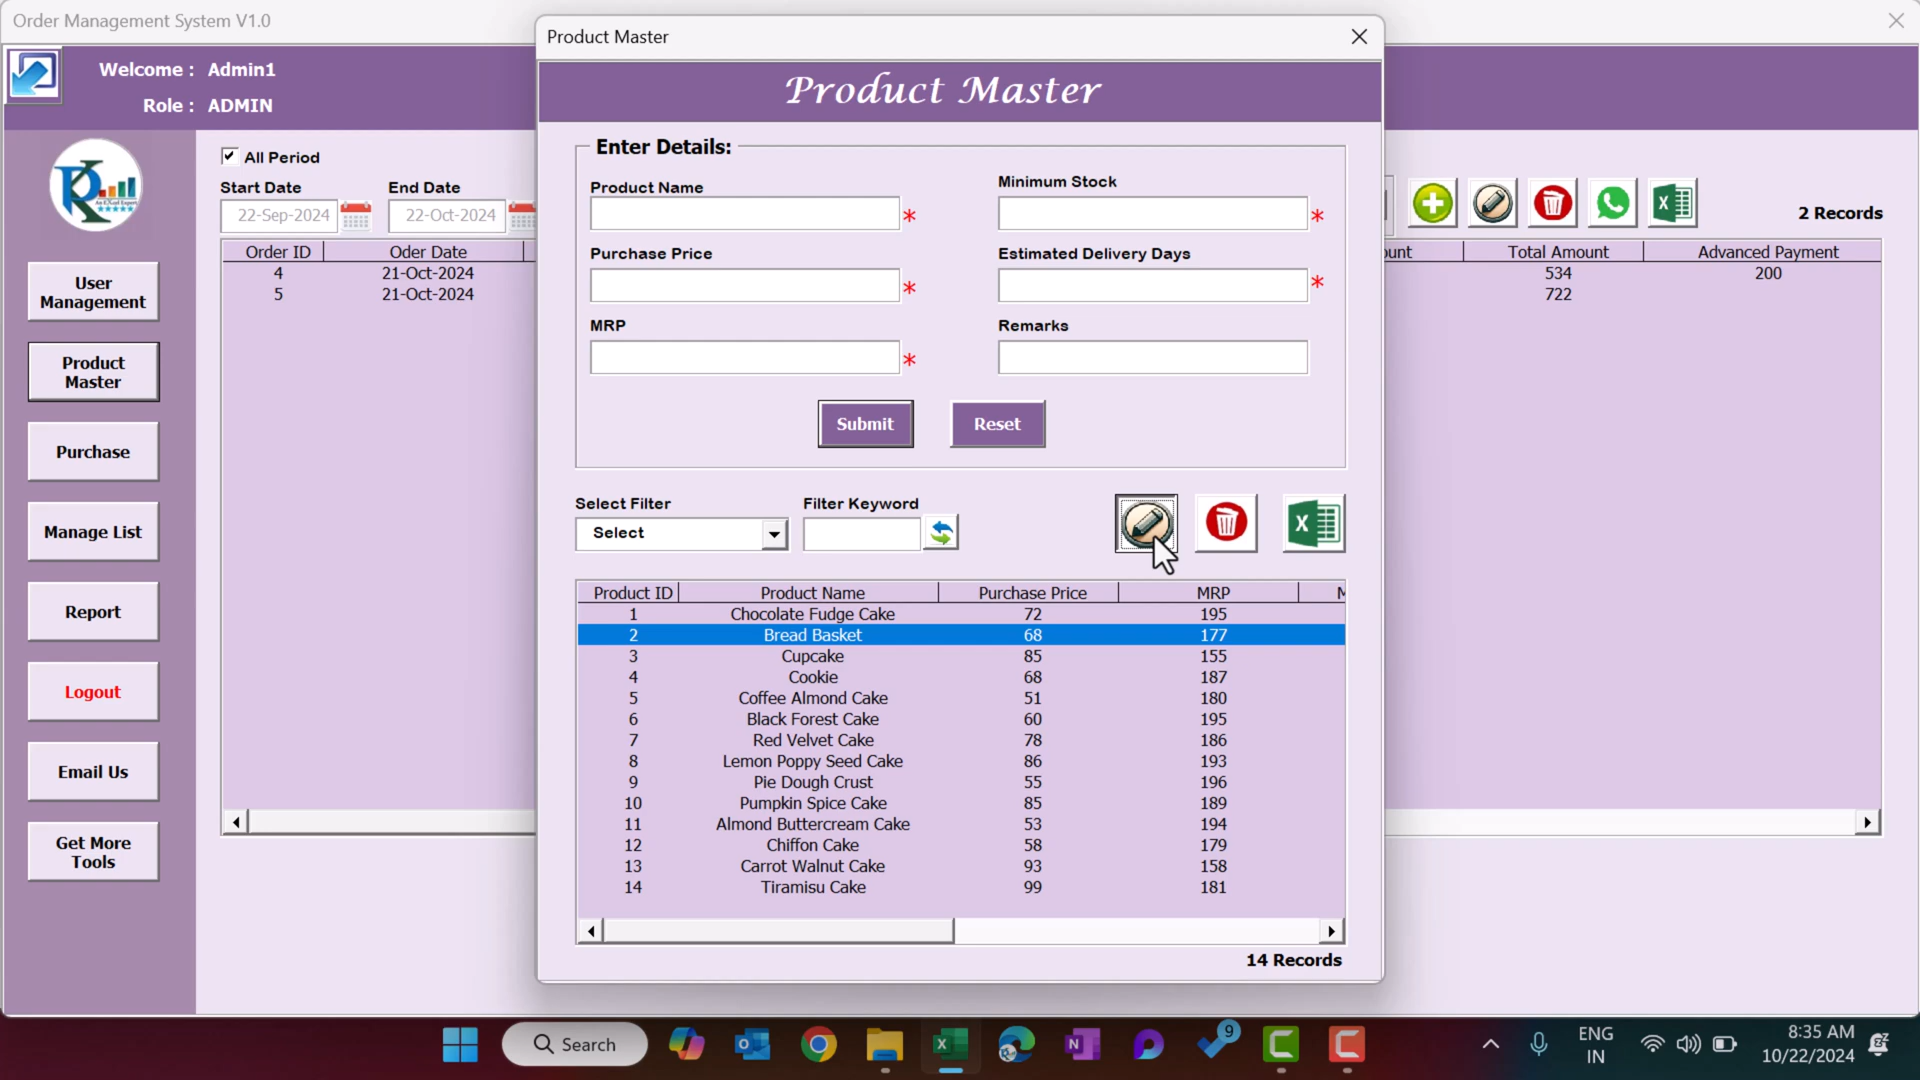 Order Management System V1.0
Welcome : Admin1
Role : ADMIN
User
Management
Product
Master
Purchase
Manage List
Report
Logout
Email Us
Get More
Tools
All Period
Start Date
End Date
22-Sep-2024
22-Oct-2024
2 Records
Order ID Oder Date
4 21-Oct-2024
5 21-Oct-2024
Total Amount Advanced Payment
534 200
722
Product Master
Product Master
Enter Details:
Product Name
Minimum Stock
*
*
Purchase Price
Estimated Delivery Days
*
*
MRP
Remarks
*
Submit
Reset
Select Filter
Filter Keyword
Select
Product ID Product Name Purchase Price MRP
1 Chocolate Fudge Cake 72 195
2 Bread Basket 68 177
3 Cupcake 85 155
4 Cookie 68 187
5 Coffee Almond Cake 51 180
6 Black Forest Cake 60 195
7 Red Velvet Cake 78 186
8 Lemon Poppy Seed Cake 86 193
9 Pie Dough Crust 55 196
10 Pumpkin Spice Cake 85 189
11 Almond Buttercream Cake 53 194
12 Chiffon Cake 58 179
13 Carrot Walnut Cake 93 158
14 Tiramisu Cake 99 181
14 Records
Search
9
ENG
IN
8:35 AM
10/22/2024